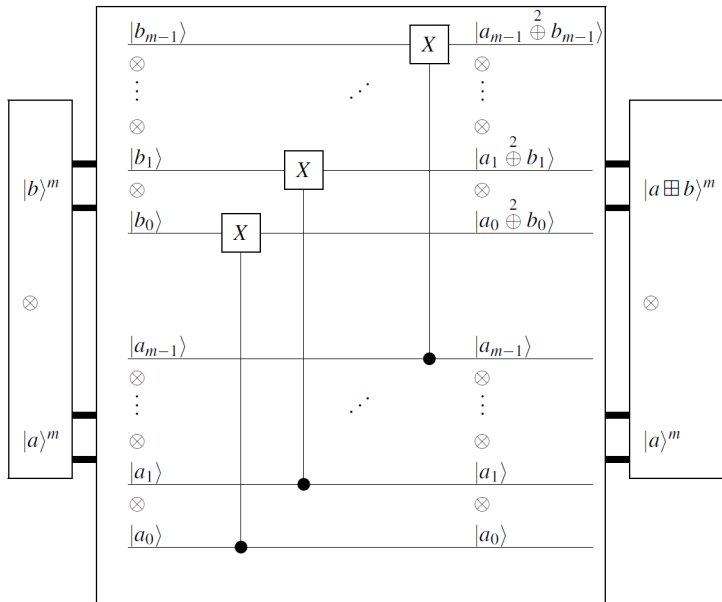 |b_{m−1}⟩ X |a_{m−1} ⊕² b_{m−1}⟩
⊗ ⊗
⋮ ⋰ ⋮
⊗ ⊗
|b_1⟩ X |a_1 ⊕² b_1⟩
|b⟩^m ⊗ ⊗ |a ⊞ b⟩^m
|b_0⟩ X |a_0 ⊕² b_0⟩
⊗ ⊗
|a_{m−1}⟩ |a_{m−1}⟩
⊗ ⊗
⋮ ⋰ ⋮
|a⟩^m ⊗ ⊗ |a⟩^m
|a_1⟩ |a_1⟩
⊗ ⊗
|a_0⟩ |a_0⟩